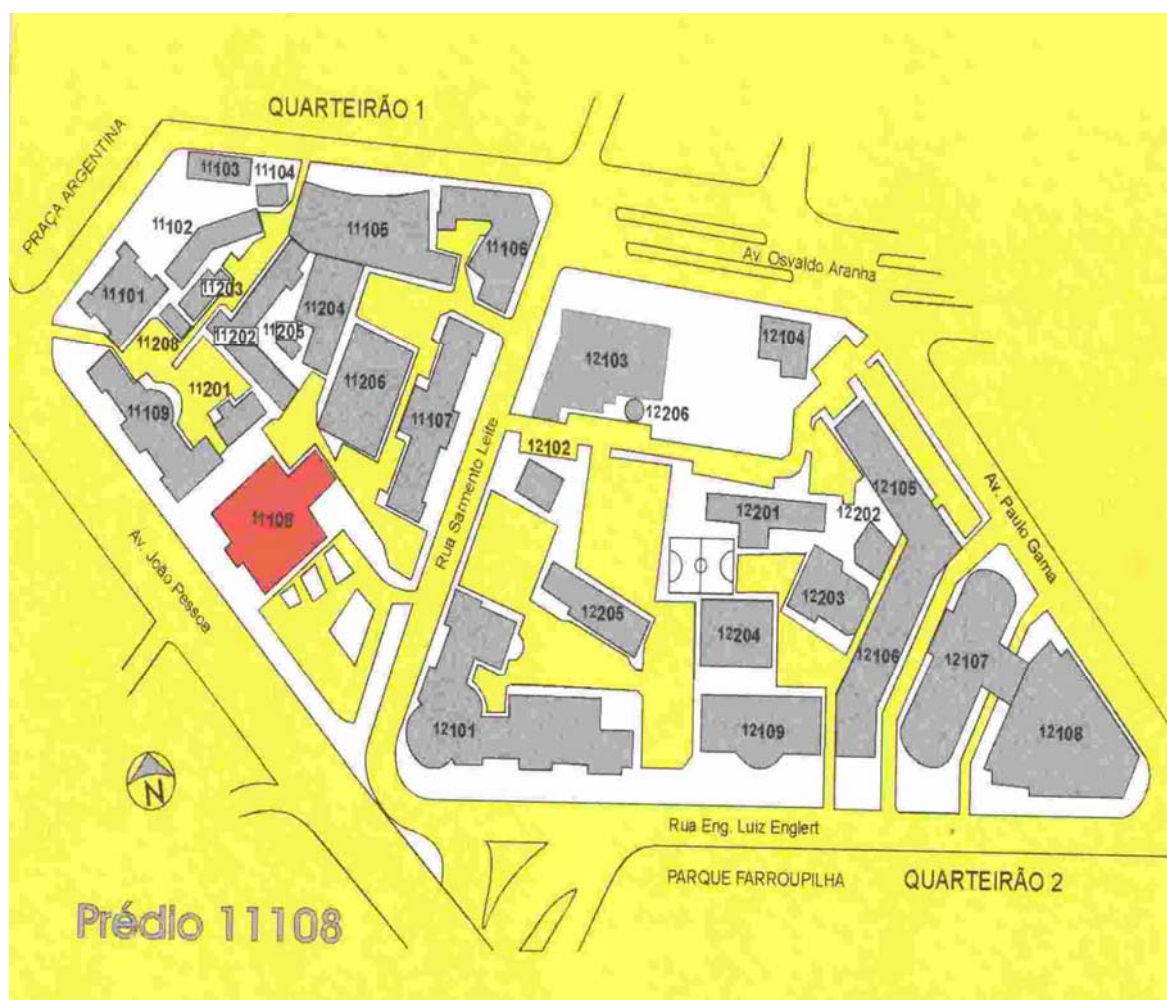 QUARTEIRÃO 1
PRAÇA ARGENTINA
11103
11104
11102
11105
11106
11101
11203
11204
11208
11202
11205
11206
11201
11109
11107
11108
Av. Osvaldo Aranha
12104
12103
12206
12102
Rua Sarmento Leite
12105
12201
12202
Av. Paulo Gama
Av. João Pessoa
12205
12203
12204
12106
12107
12101
12109
12108
N
Rua Eng. Luiz Englert
PARQUE FARROUPILHA
QUARTEIRÃO 2
Prédio 11108